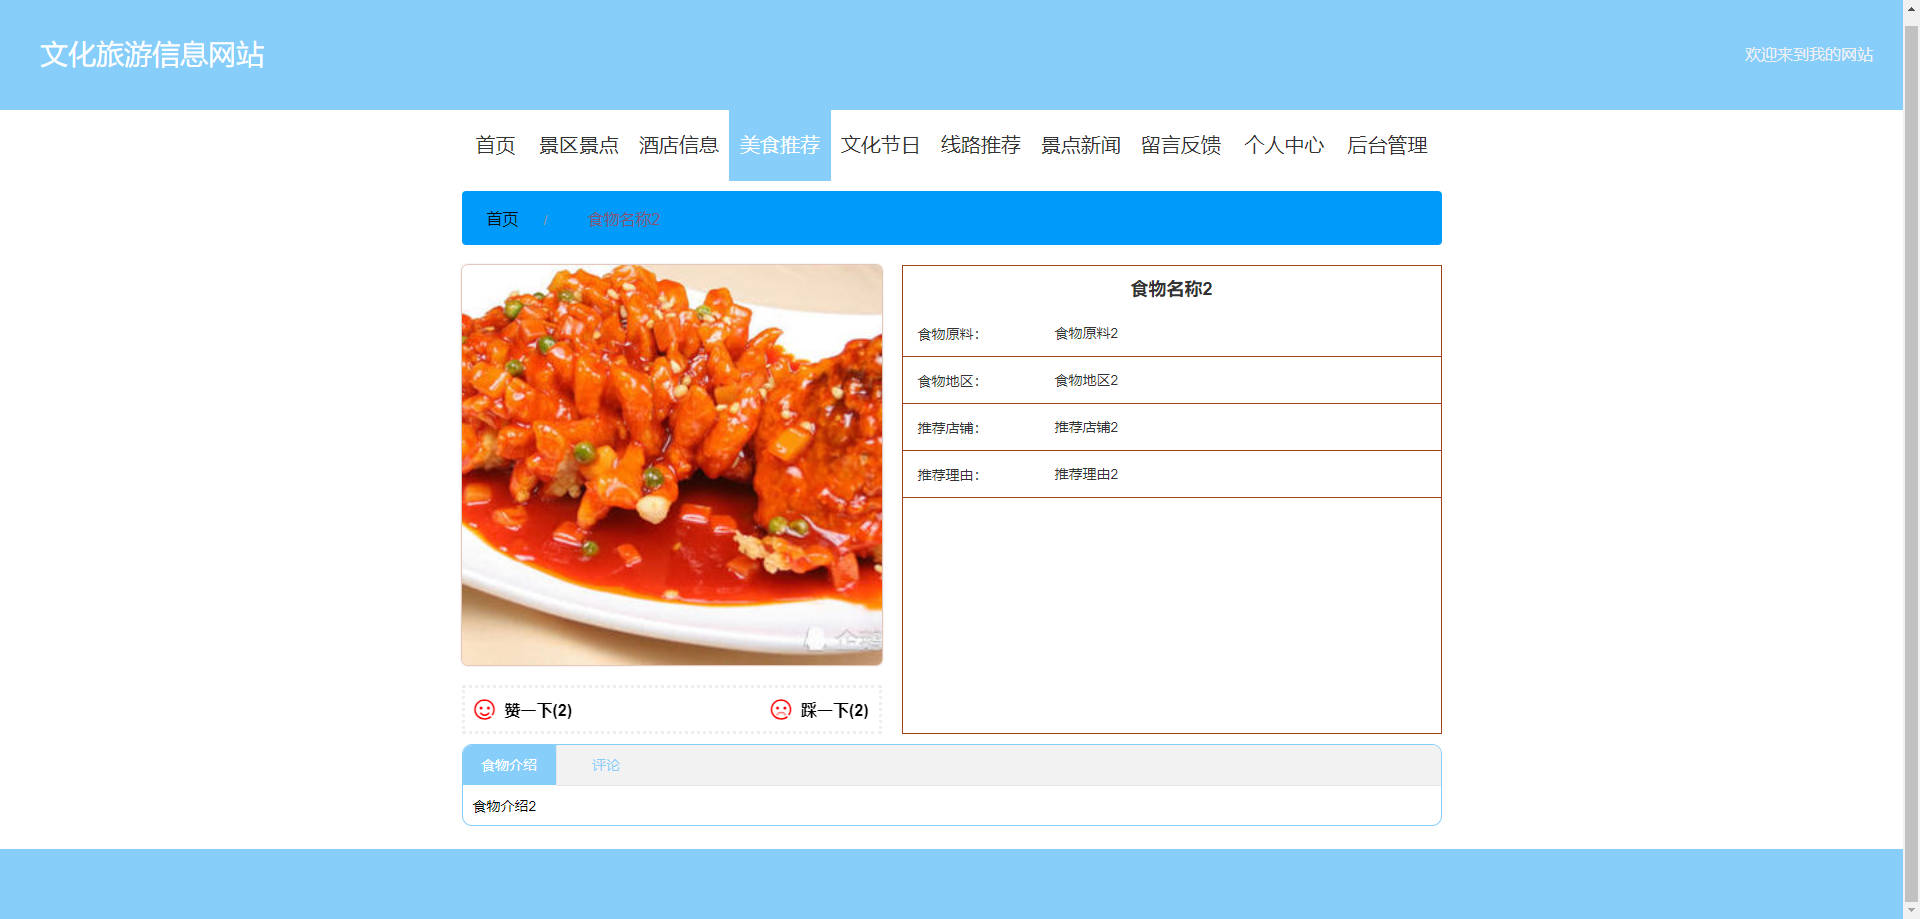 文化旅游信息网站
欢迎来到我的网站
首页 景区景点 酒店信息 美食推荐 文化节日 线路推荐 景点新闻 留言反馈 个人中心 后台管理
首页 / 食物名称2
食物名称2
食物原料： 食物原料2
食物地区： 食物地区2
推荐店铺： 推荐店铺2
推荐理由： 推荐理由2
赞一下(2) 踩一下(2)
食物介绍 评论
食物介绍2